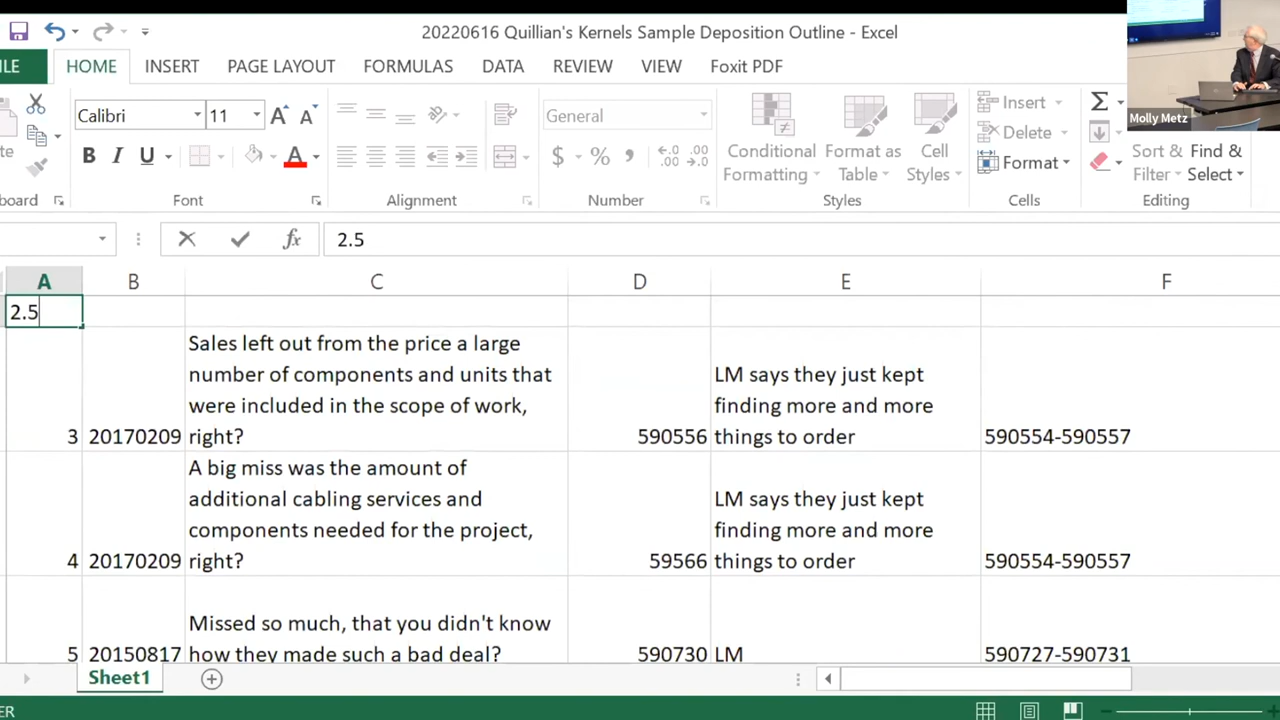 20220616 Quillian's Kernels Sample Deposition Outline - Excel
HOME INSERT PAGE LAYOUT FORMULAS DATA REVIEW VIEW Foxit PDF
Molly Metz
Calibri 11 General
Insert
Delete
Format
B I U $ %
Conditional Formatting
Format as Table
Cell Styles
Sort & Filter
Find & Select
Font Alignment Number Styles Cells Editing
fx 2.5
A B C D E F
2.5
Sales left out from the price a large
number of components and units that
were included in the scope of work,
right?
3 20170209
590556
LM says they just kept
finding more and more
things to order
590554-590557
A big miss was the amount of
additional cabling services and
components needed for the project,
right?
4 20170209
59566
LM says they just kept
finding more and more
things to order
590554-590557
Missed so much, that you didn't know
how they made such a bad deal?
5 20150817
590730
LM
590727-590731
Sheet1